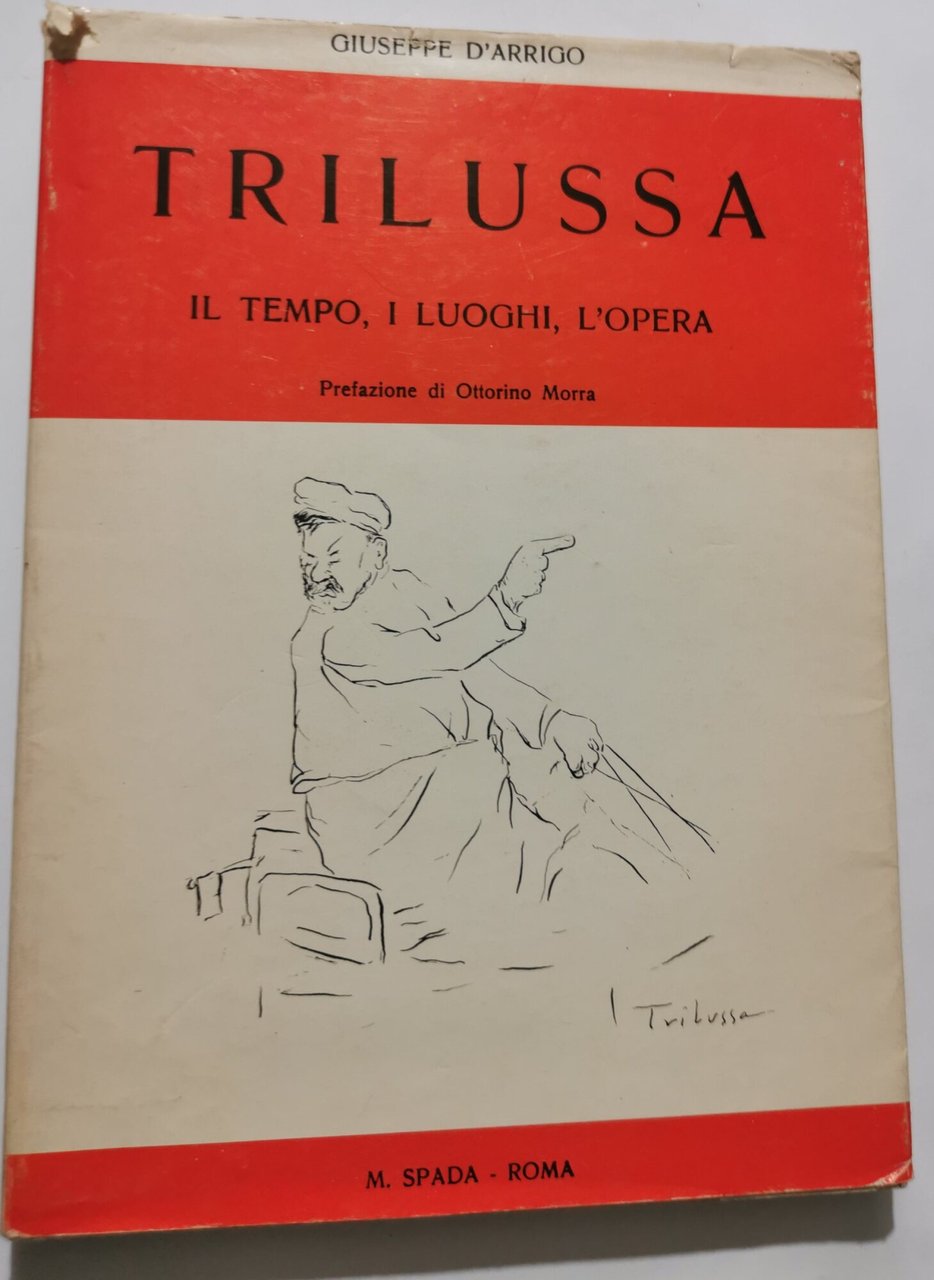 GIUSEPPE D'ARRIGO
TRILUSSA
IL TEMPO, I LUOGHI, L'OPERA
Prefazione di Ottorino Morra
Trilussa
M. SPADA - ROMA